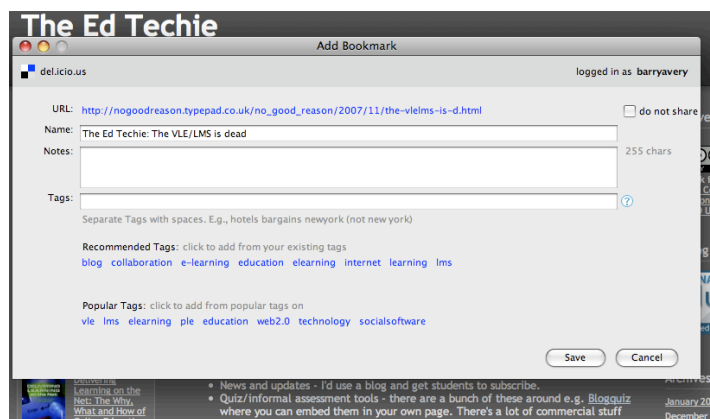 The Ed Techie
Add Bookmark
del.icio.us
logged in as barryavery
URL: http://nogoodreason.typepad.co.uk/no_good_reason/2007/11/the-vlelms-is-d.html
do not share
Name: The Ed Techie: The VLE/LMS is dead
Notes:
255 chars
Tags:
?
Separate Tags with spaces. E.g., hotels bargains newyork (not new york)
Recommended Tags: click to add from your existing tags
blog collaboration e-learning education elearning internet learning lms
Popular Tags: click to add from popular tags on
vle lms elearning ple education web2.0 technology socialsoftware
Save Cancel
Delivering
Learning on the
Net: The Why,
What and How of
• News and updates - I'd use a blog and get students to subscribe.
• Quiz/informal assessment tools - there are a bunch of these around e.g. Blogquiz
where you can embed them in your own page. There's a lot of commercial stuff
Archives
January 20
December